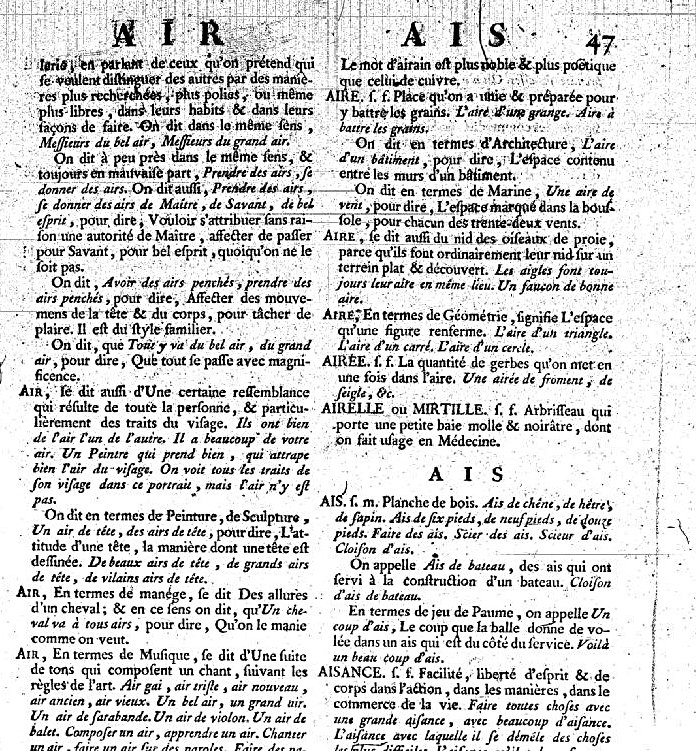 AIR
AIS 47
en parlant de ceux qu'on prétend qui
se veulent distinguer des autres par des maniè-
res plus recherchées, plus polies, ou même
plus libres, dans leurs habits & dans leurs
façons de faire. On dit dans le même sens,
Messieurs du bel air, Messieurs du grand air.
On dit à peu près dans le même sens, &
toujours en mauvaise part, Prendre des airs, se
donner des airs. On dit aussi, Prendre des airs,
se donner des airs de Maître, de Savant, de bel
esprit, pour dire, Vouloir s'attribuer sans rai-
son une autorité de Maître, affecter de passer
pour Savant, pour bel esprit, quoiqu'on ne le
soit pas.
On dit, Avoir des airs penchés, prendre des
airs penchés, pour dire, Affecter des mouve-
mens de la tête & du corps, pour tâcher de
plaire. Il est du style familier.
On dit, que Tout y va du bel air, du grand
air, pour dire, Que tout se passe avec magni-
ficence.
AIR, se dit aussi d'Une certaine ressemblance
qui résulte de toute la personne, & particu-
lièrement des traits du visage. Ils ont bien
de l'air l'un de l'autre. Il a beaucoup de votre
air. Un Peintre qui prend bien, qui attrape
bien l'air du visage. On voit tous les traits de
son visage dans ce portrait, mais l'air n'y est
pas.
On dit en termes de Peinture, de Sculpture,
Un air de tête, des airs de tête, pour dire, L'at-
titude d'une tête, la manière dont une tête est
dessinée. De beaux airs de tête, de grands airs
de tête, de vilains airs de tête.
AIR, En termes de manége, se dit Des allures
d'un cheval; & en ce sens on dit, qu'Un che-
val va à tous airs, pour dire, Qu'on le manie
comme on veut.
AIR, En termes de Musique, se dit d'Une suite
de tons qui composent un chant, suivant les
règles de l'art. Air gai, air triste, air nouveau,
air ancien, air vieux. Un bel air, un grand air.
Un air de sarabande. Un air de violon. Un air de
balet. Composer un air, apprendre un air. Chanter
un air, faire un air sur des paroles. Faire des pa-
Le mot d'airain est plus noble & plus poëtique
que celui de cuivre.
AIRE. s. f. Place qu'on a unie & préparée pour
y battre les grains. L'aire d'une grange. Aire à
battre les grains.
On dit en termes d'Architecture, L'aire
d'un bâtiment, pour dire, L'espace contenu
entre les murs d'un bâtiment.
On dit en termes de Marine, Une aire de
vent, pour dire, L'espace marqué dans la bous-
sole, pour chacun des trente-deux vents.
AIRE, se dit aussi du nid des oiseaux de proie,
parce qu'ils font ordinairement leur nid sur un
terrein plat & découvert. Les aigles font tou-
jours leur aire en même lieu. Un faucon de bonne
aire.
AIRE, En termes de Géométrie, signifie L'espace
qu'une figure renferme. L'aire d'un triangle.
L'aire d'un carré. L'aire d'un cercle.
AIRÉE. s. f. La quantité de gerbes qu'on met en
une fois dans l'aire. Une airée de froment, de
seigle, &c.
AIRELLE ou MIRTILLE. s. f. Arbrisseau qui
porte une petite baie molle & noirâtre, dont
on fait usage en Médecine.
AIS
AIS. s. m. Planche de bois. Ais de chêne, de hêtre,
de sapin. Ais de six pieds, de neuf pieds, de douze
pieds. Faire des ais. Scier des ais. Scieur d'ais.
Cloison d'ais.
On appelle Ais de bateau, des ais qui ont
servi à la construction d'un bateau. Cloison
d'ais de bateau.
En termes de jeu de Paume, on appelle Un
coup d'ais, Le coup que la balle donne de vo-
lée dans un ais qui est du côté du service. Voilà
un beau coup d'ais.
AISANCE. s. f. Facilité, liberté d'esprit & de
corps dans l'action, dans les manières, dans le
commerce de la vie. Faire toutes choses avec
une grande aisance, avec beaucoup d'aisance.
L'aisance avec laquelle il se démêle des choses